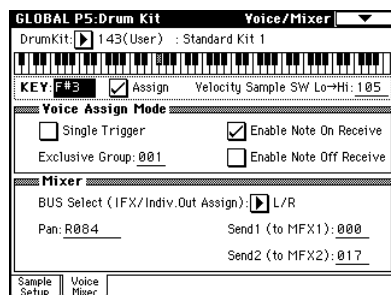 GLOBAL P5:Drum Kit Voice/Mixer
DrumKit: 143(User) : Standard Kit 1
KEY: F#3 Assign Velocity Sample SW Lo→Hi: 105
Voice Assign Mode
Single Trigger Enable Note On Receive
Exclusive Group: 001 Enable Note Off Receive
Mixer
BUS Select (IFX/Indiv.Out Assign): L/R
Pan: R084 Send1 (to MFX1): 000
Send2 (to MFX2): 017
Sample Setup Voice Mixer